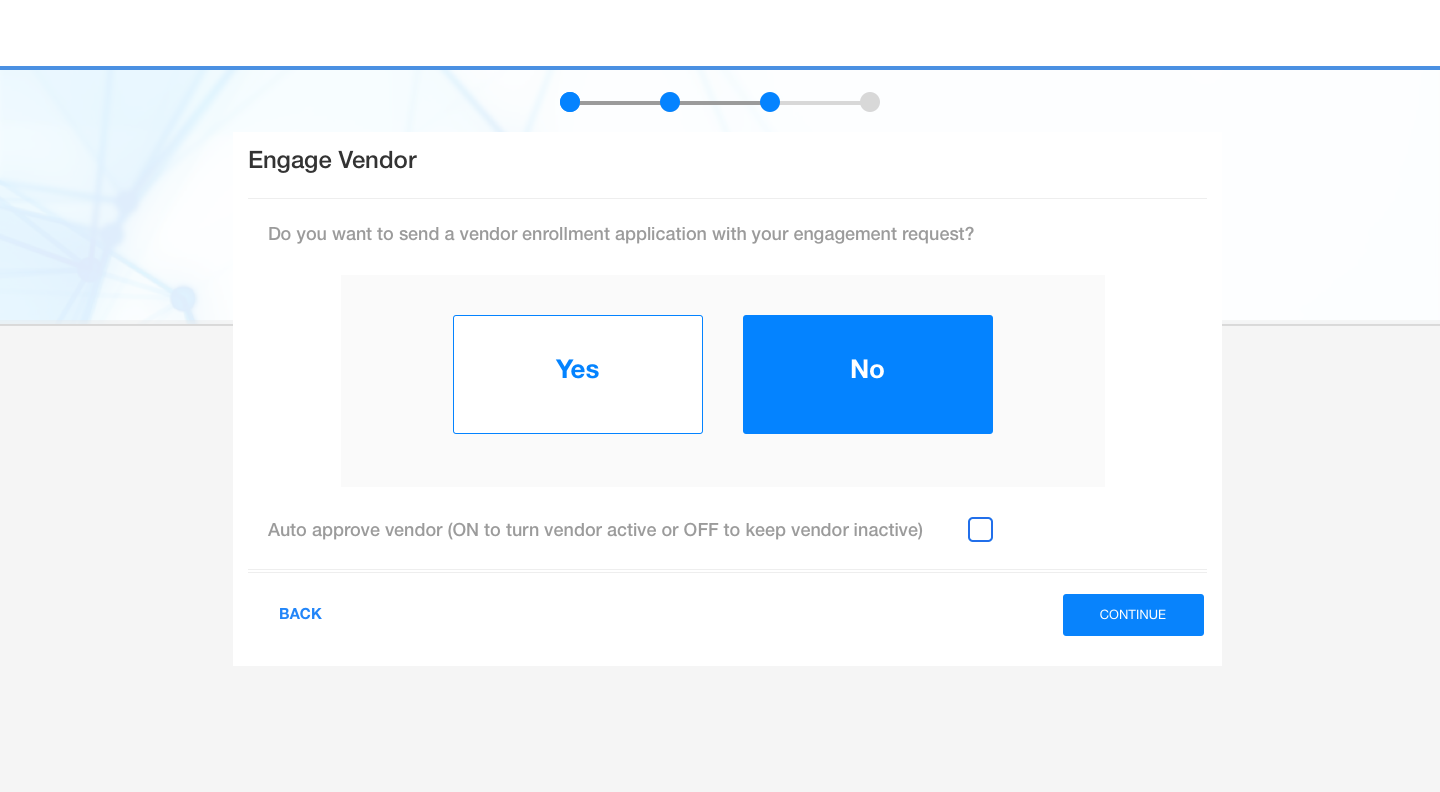 Engage Vendor
Do you want to send a vendor enrollment application with your engagement request?
Yes
No
Auto approve vendor (ON to turn vendor active or OFF to keep vendor inactive)
BACK
CONTINUE